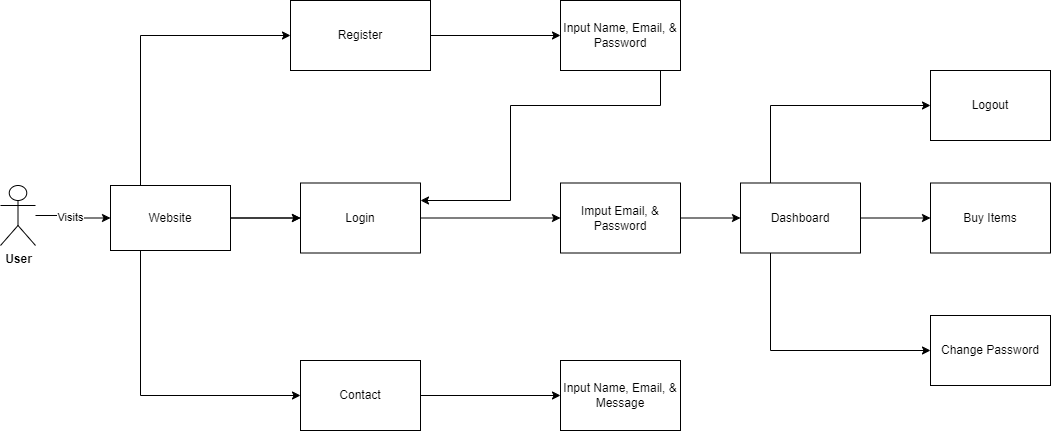 Register
Input Name, Email, &
Password
Logout
User
Visits
Website
Login
Imput Email, &
Password
Dashboard
Buy Items
Change Password
Contact
Input Name, Email, &
Message